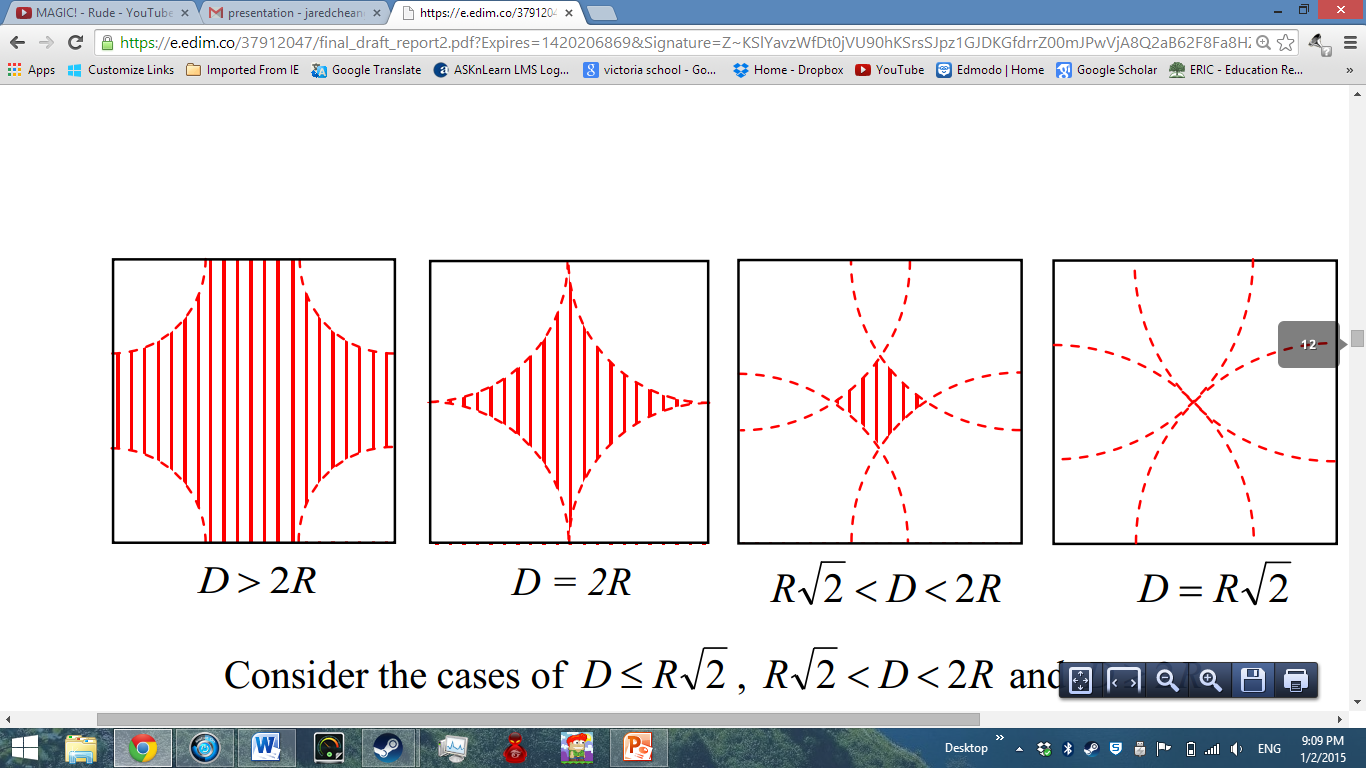 MAGIC! - Rude - YouTube
presentation - jaredchean
https://e.edim.co/3791204
https://e.edim.co/37912047/final_draft_report2.pdf?Expires=1420206869&Signature=Z~KSlYavzWfDt0jVU90hKSrsSJpz1GJDKGfdrrZ00mJPwVjA8Q2aB62F8Fa8HZ
Apps Customize Links Imported From IE Google Translate ASKnLearn LMS Log... victoria school - Go... Home - Dropbox YouTube Edmodo | Home Google Scholar ERIC - Education Re... »
12
D > 2R
D = 2R
R√2 < D < 2R
D = R√2
Consider the cases of D ≤ R√2 , R√2 < D < 2R and
Desktop » ENG 9:09 PM
1/2/2015